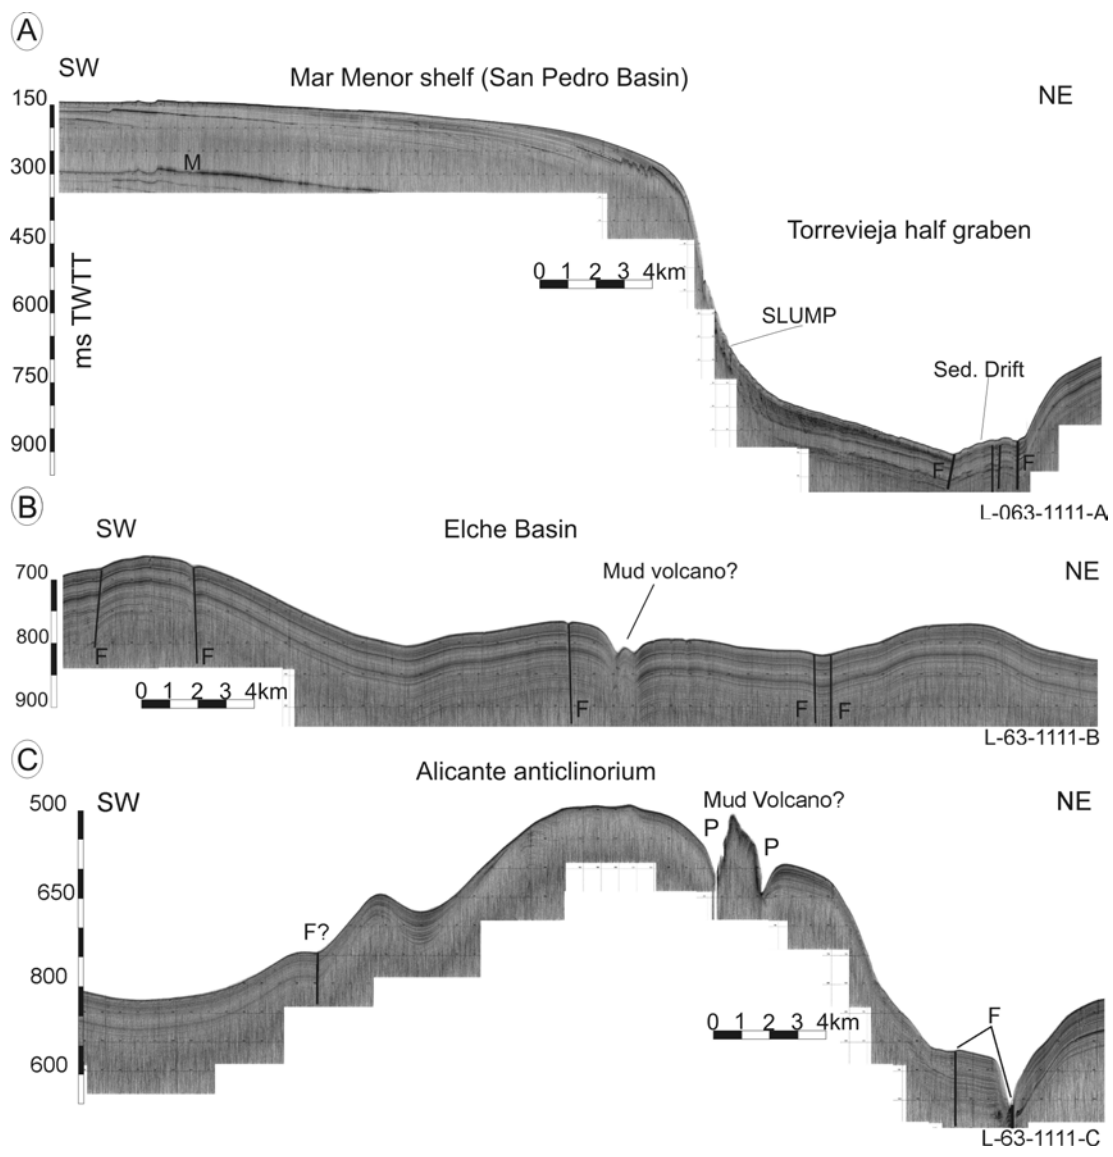 A
SW
Mar Menor shelf (San Pedro Basin)
NE
150
300
450
600
750
900
ms TWTT
M
0 1 2 3 4km
Torrevieja half graben
SLUMP
Sed. Drift
F
F
L-063-1111-A
B
SW
Elche Basin
NE
700
800
900
Mud volcano?
F
F
F
F
F
0 1 2 3 4km
L-63-1111-B
C
SW
Alicante anticlinorium
NE
500
650
800
600
Mud Volcano?
P
P
F?
F
0 1 2 3 4km
L-63-1111-C